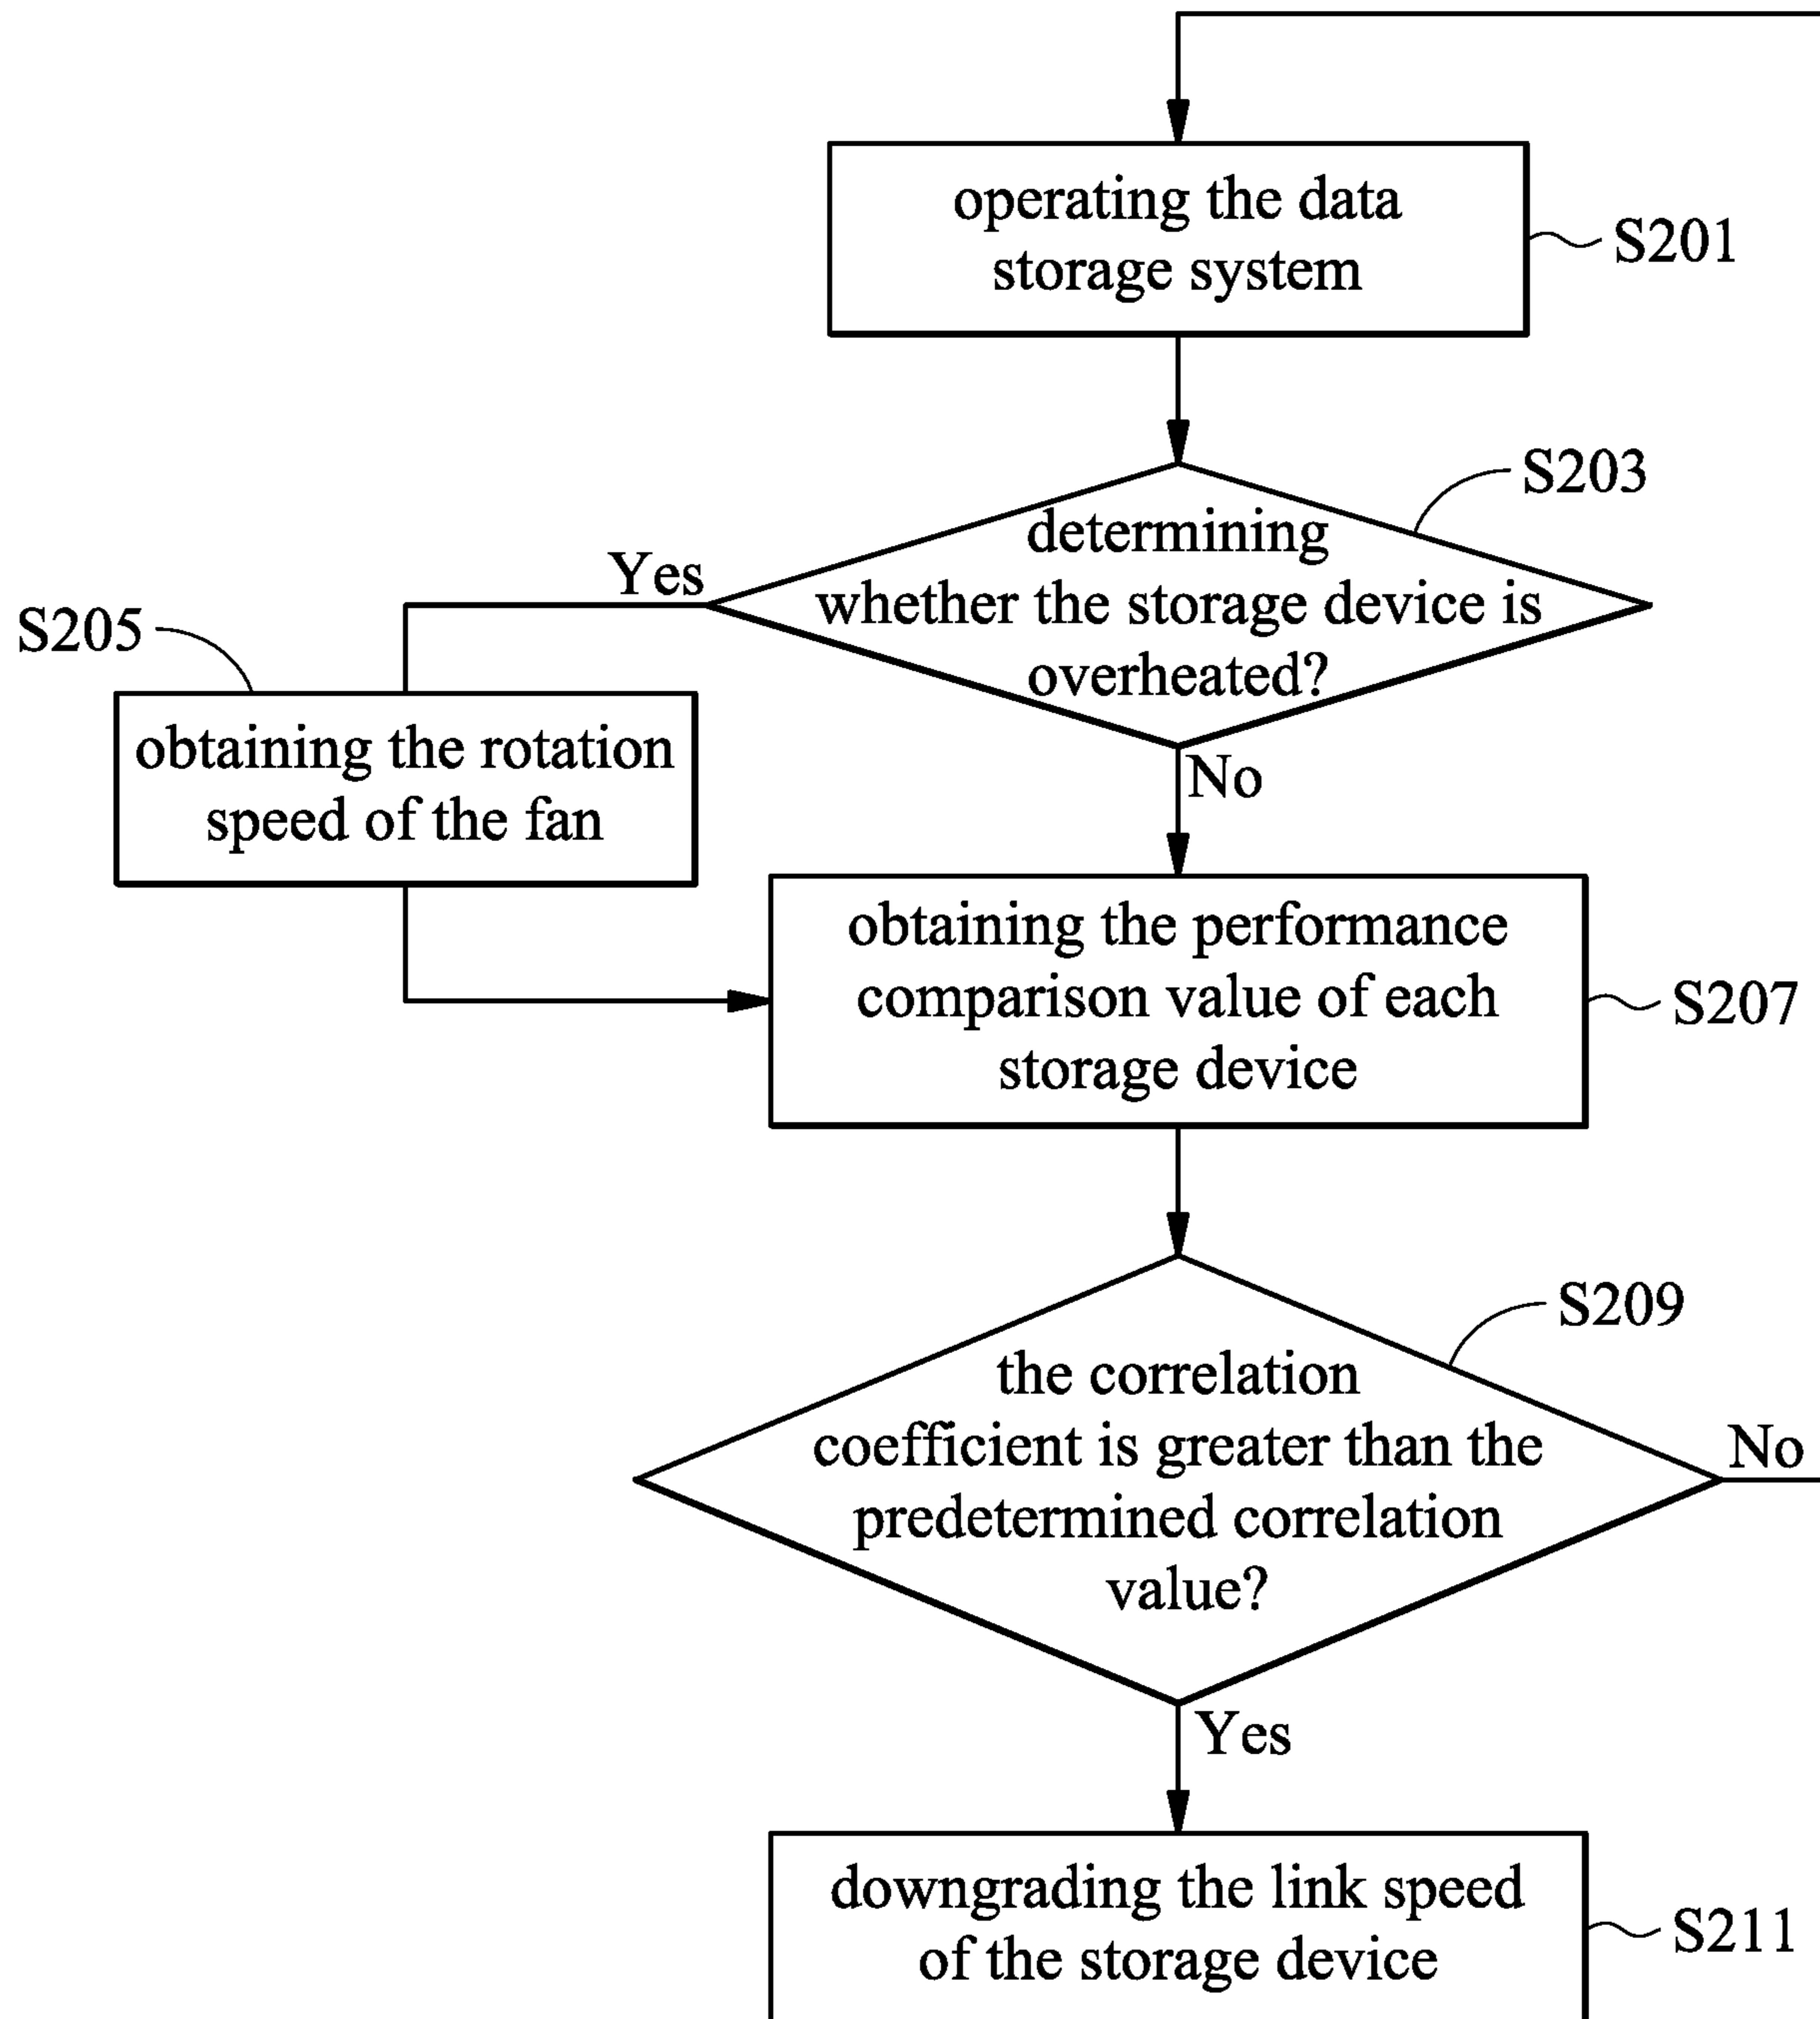 operating the data
storage system
S201
S203
determining
whether the storage device is
overheated?
Yes
No
S205
obtaining the rotation
speed of the fan
obtaining the performance
comparison value of each
storage device
S207
S209
the correlation
coefficient is greater than the
predetermined correlation
value?
No
Yes
downgrading the link speed
of the storage device
S211